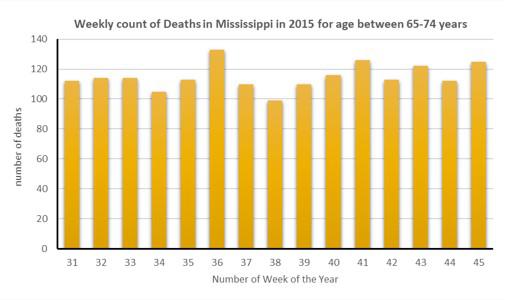 Weekly count of Deaths in Mississippi in 2015 for age between 65-74 years
140
120
100
80
60
40
20
0
number of deaths
31 32 33 34 35 36 37 38 39 40 41 42 43 44 45
Number of Week of the Year